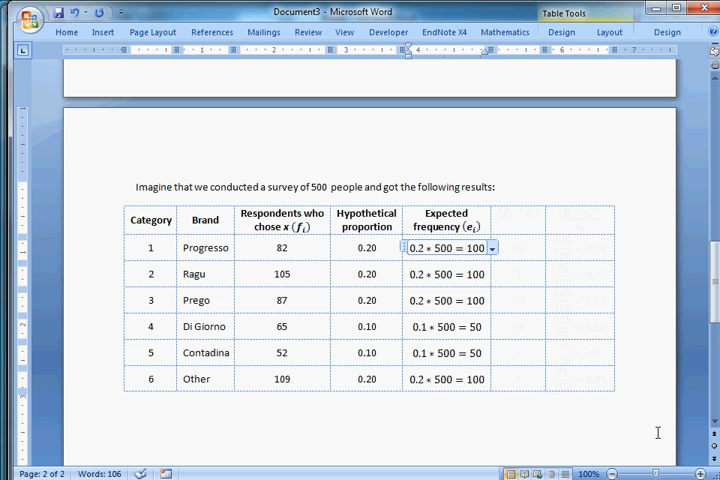 Document3 - Microsoft Word
Table Tools
Home Insert Page Layout References Mailings Review View Developer EndNote X4 Mathematics Design Layout Design
Imagine that we conducted a survey of 500 people and got the following results:
Category Brand Respondents who chose x (fᵢ) Hypothetical proportion Expected frequency (eᵢ)
1 Progresso 82 0.20 0.2 * 500 = 100
2 Ragu 105 0.20 0.2 * 500 = 100
3 Prego 87 0.20 0.2 * 500 = 100
4 Di Giorno 65 0.10 0.1 * 500 = 50
5 Contadina 52 0.10 0.1 * 500 = 50
6 Other 109 0.20 0.2 * 500 = 100
Page: 2 of 2 Words: 106 100%